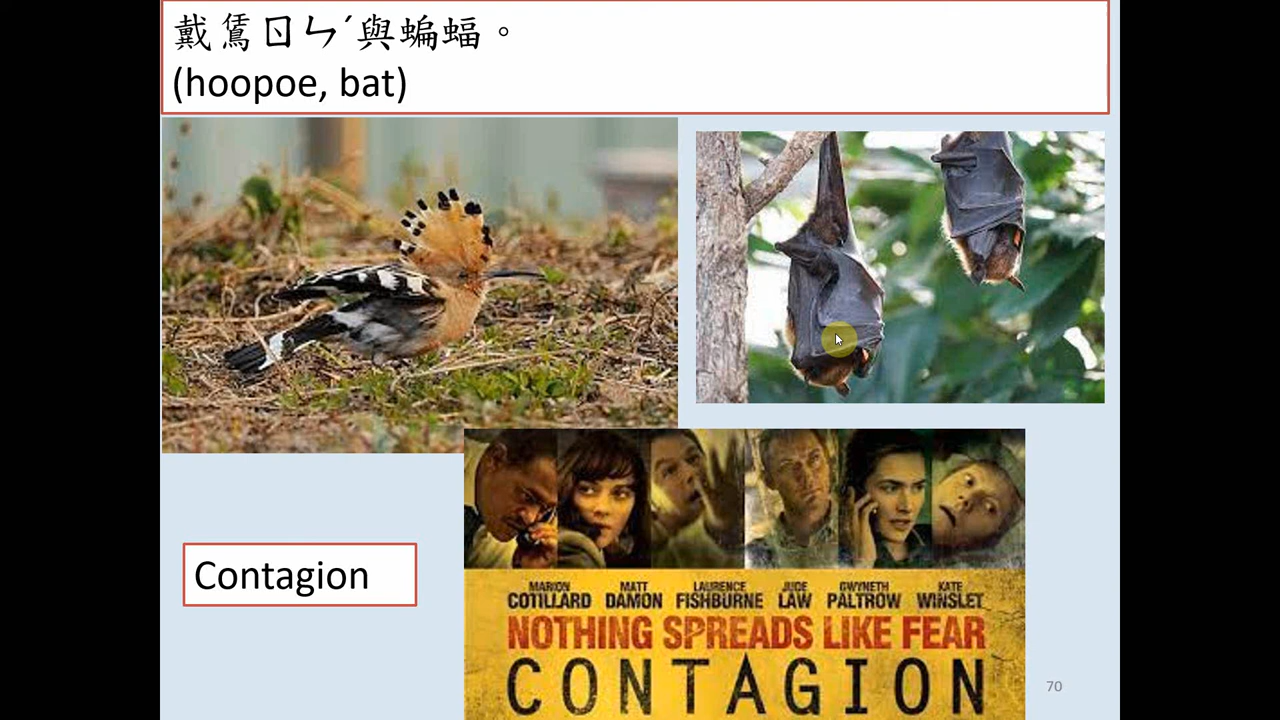 戴鵀ㄖㄣˊ與蝙蝠。
(hoopoe, bat)
Contagion
MARION COTILLARD MATT DAMON LAURENCE FISHBURNE JUDE LAW GWYNETH PALTROW KATE WINSLET
NOTHING SPREADS LIKE FEAR
CONTAGION
70